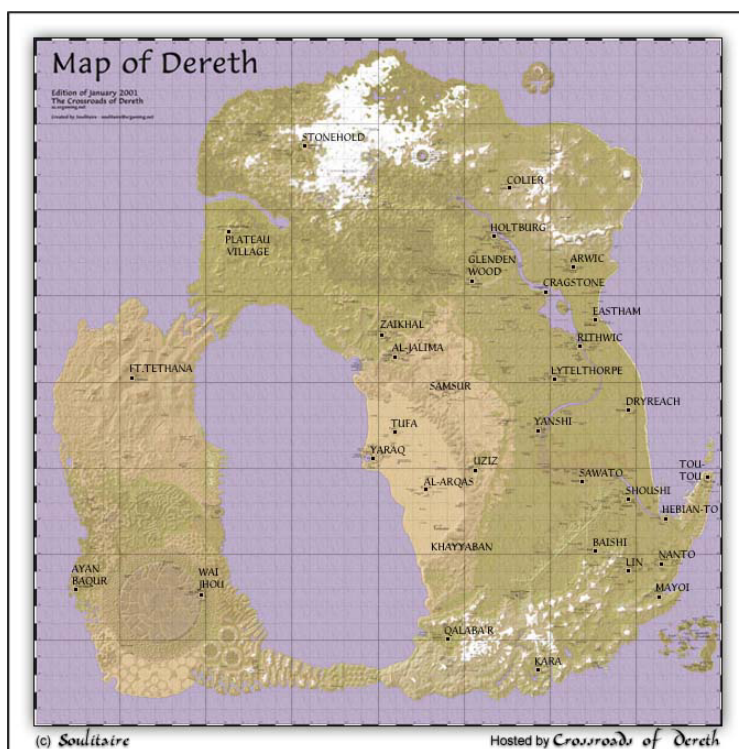 Map of Dereth
Edition of January 2001
The Crossroads of Dereth
STONEHOLD
COLIER
PLATEAU
VILLAGE
HOLTBURG
GLENDEN
WOOD
ARWIC
CRAGSTONE
EASTHAM
ZAIKHAL
RITHWIC
AL-JALIMA
FT.TETHANA
LYTELTHORPE
SAMSUR
DRYREACH
TUFA
YANSHI
YARAQ
UZIZ
TOU-
TOU
AL-ARQAS
SAWATO
SHOUSHI
HEBIAN-TO
KHAYYABAN
BAISHI
AYAN
BAQUR
WAI
JHOU
LIN
NANTO
MAYOI
QALABA'R
KARA
(c) Soulitaire
Hosted by Crossroads of Dereth